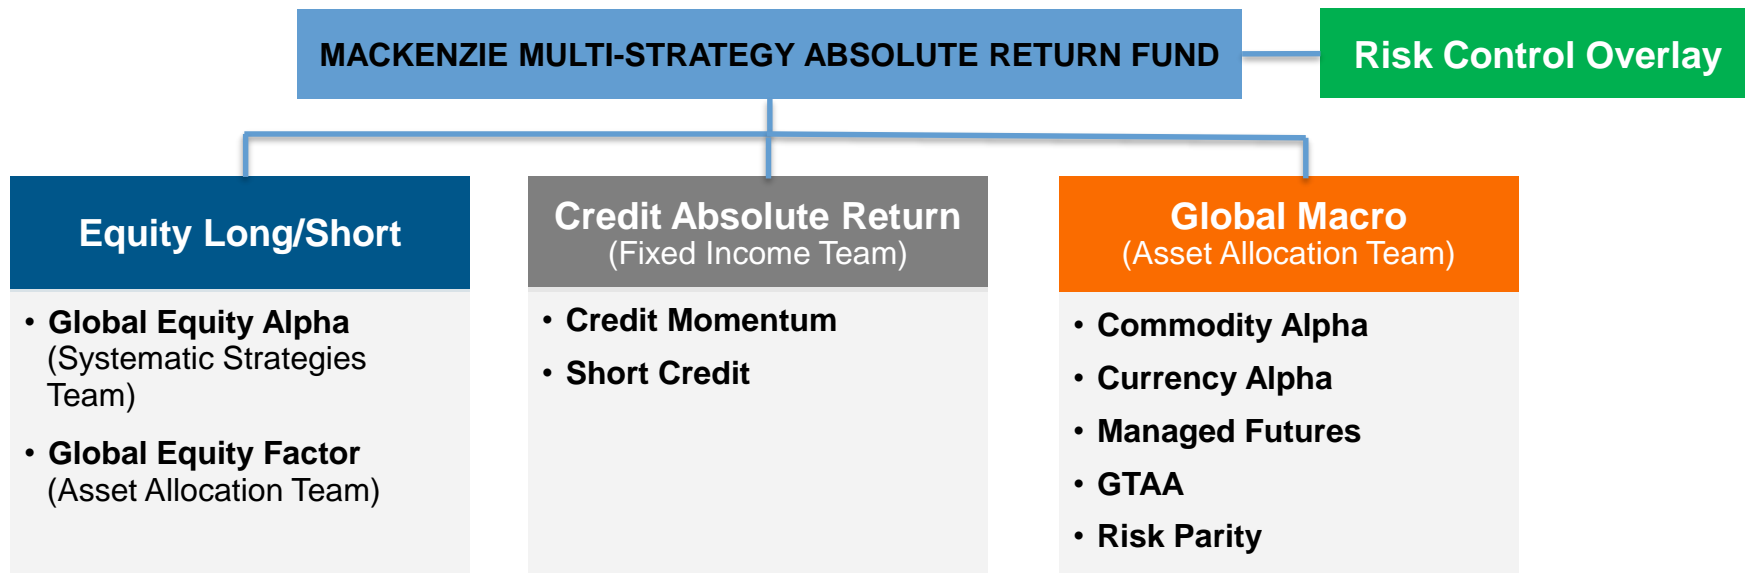 MACKENZIE MULTI-STRATEGY ABSOLUTE RETURN FUND
Risk Control Overlay
Equity Long/Short
• Global Equity Alpha
(Systematic Strategies
Team)
• Global Equity Factor
(Asset Allocation Team)
Credit Absolute Return
(Fixed Income Team)
• Credit Momentum
• Short Credit
Global Macro
(Asset Allocation Team)
• Commodity Alpha
• Currency Alpha
• Managed Futures
• GTAA
• Risk Parity